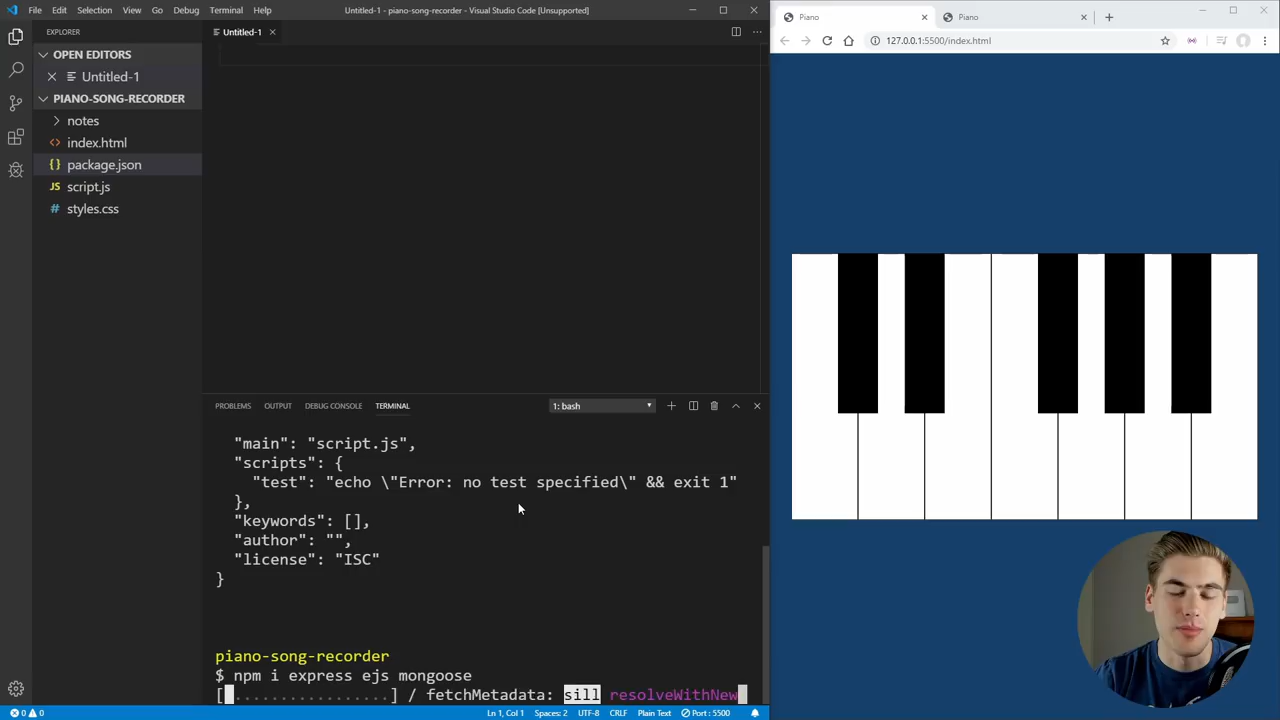 File Edit Selection View Go Debug Terminal Help
Untitled-1 - piano-song-recorder - Visual Studio Code [Unsupported]
EXPLORER
OPEN EDITORS
Untitled-1
PIANO-SONG-RECORDER
notes
index.html
package.json
script.js
styles.css
Untitled-1
PROBLEMS OUTPUT DEBUG CONSOLE TERMINAL
1: bash
"main": "script.js",
"scripts": {
"test": "echo \"Error: no test specified\" && exit 1"
},
"keywords": [],
"author": "",
"license": "ISC"
}
piano-song-recorder
$ npm i express ejs mongoose
[ ................] / fetchMetadata: sill resolveWithNew
0 0
Ln 1, Col 1 Spaces: 2 UTF-8 CRLF Plain Text Port : 5500
Piano
Piano
127.0.0.1:5500/index.html